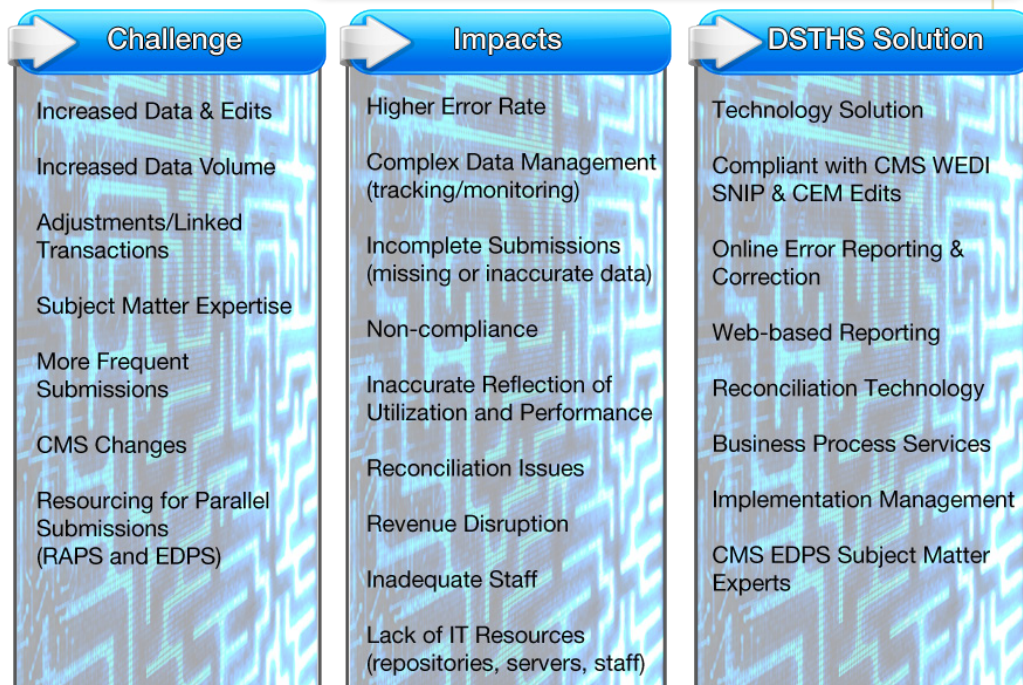 Challenge
Increased Data & Edits
Increased Data Volume
Adjustments/Linked
Transactions
Subject Matter Expertise
More Frequent
Submissions
CMS Changes
Resourcing for Parallel
Submissions
(RAPS and EDPS)
Impacts
Higher Error Rate
Complex Data Management
(tracking/monitoring)
Incomplete Submissions
(missing or inaccurate data)
Non-compliance
Inaccurate Reflection of
Utilization and Performance
Reconciliation Issues
Revenue Disruption
Inadequate Staff
Lack of IT Resources
(repositories, servers, staff)
DSTHS Solution
Technology Solution
Compliant with CMS WEDI
SNIP & CEM Edits
Online Error Reporting &
Correction
Web-based Reporting
Reconciliation Technology
Business Process Services
Implementation Management
CMS EDPS Subject Matter
Experts